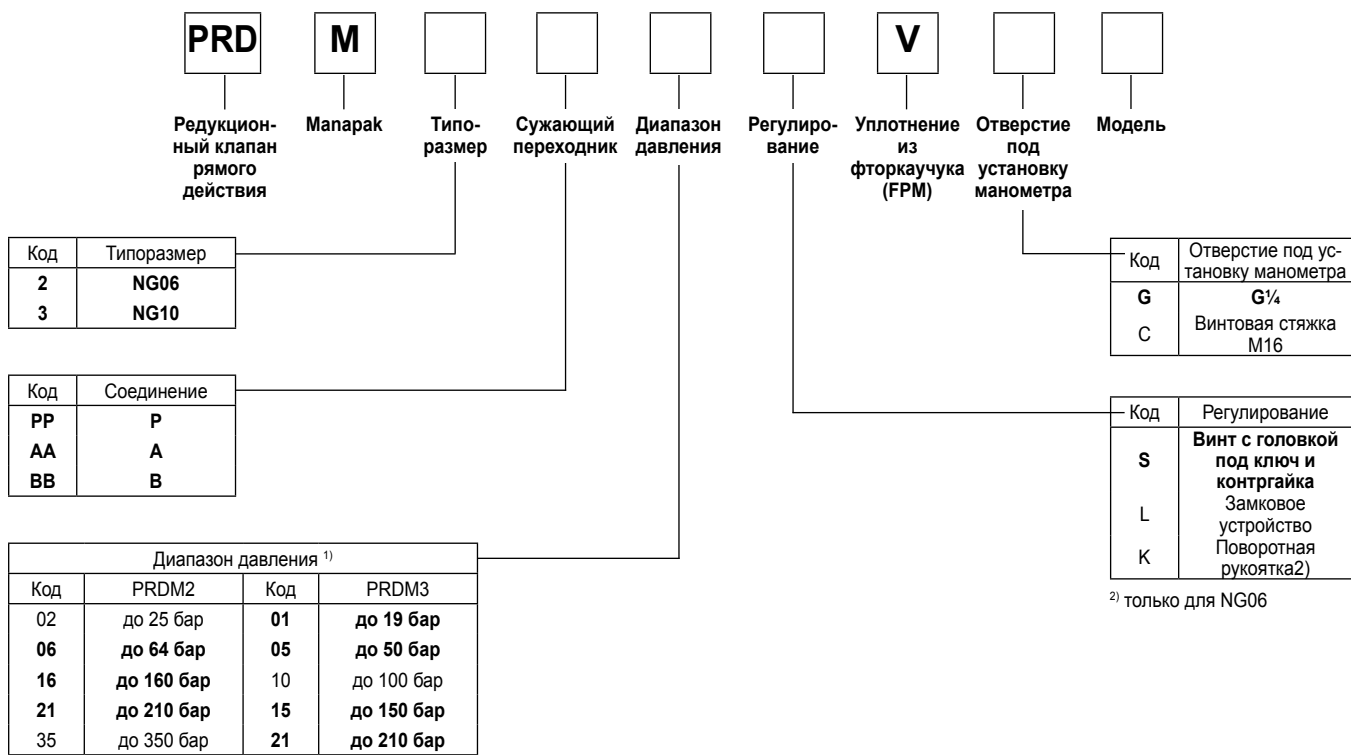 PRD M V
Редукцион-
ный клапан
рямого
действия
Manapak
Типо-
размер
Сужающий
переходник
Диапазон
давления
Регулиро-
вание
Уплотнение
из
фторкаучука
(FPM)
Отверстие
под
установку
манометра
Модель
Код Типоразмер
2 NG06
3 NG10
Код Соединение
PP P
AA A
BB B
Диапазон давления 1)
Код PRDM2 Код PRDM3
02 до 25 бар 01 до 19 бар
06 до 64 бар 05 до 50 бар
16 до 160 бар 10 до 100 бар
21 до 210 бар 15 до 150 бар
35 до 350 бар 21 до 210 бар
Код Отверстие под ус-
тановку манометра
G G¼
C Винтовая стяжка
M16
Код Регулирование
S Винт с головкой
под ключ и
контргайка
L Замковое
устройство
K Поворотная
рукоятка2)
2) только для NG06